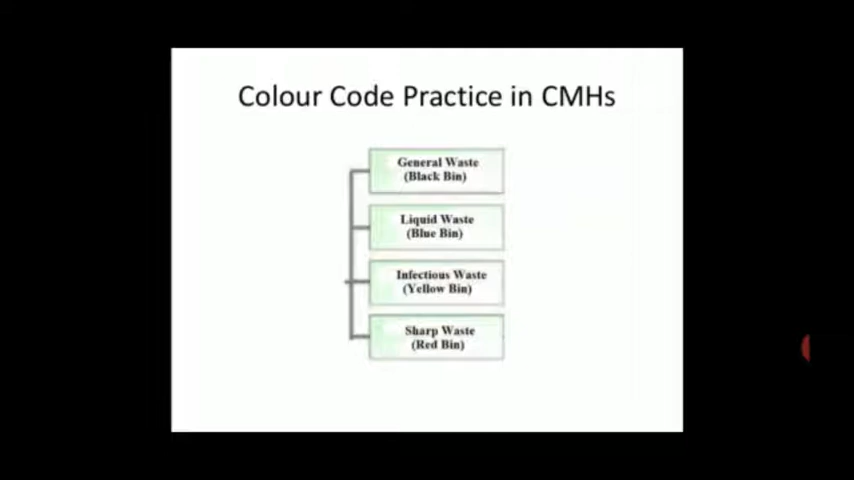 Colour Code Practice in CMHs
General Waste
(Black Bin)
Liquid Waste
(Blue Bin)
Infectious Waste
(Yellow Bin)
Sharp Waste
(Red Bin)